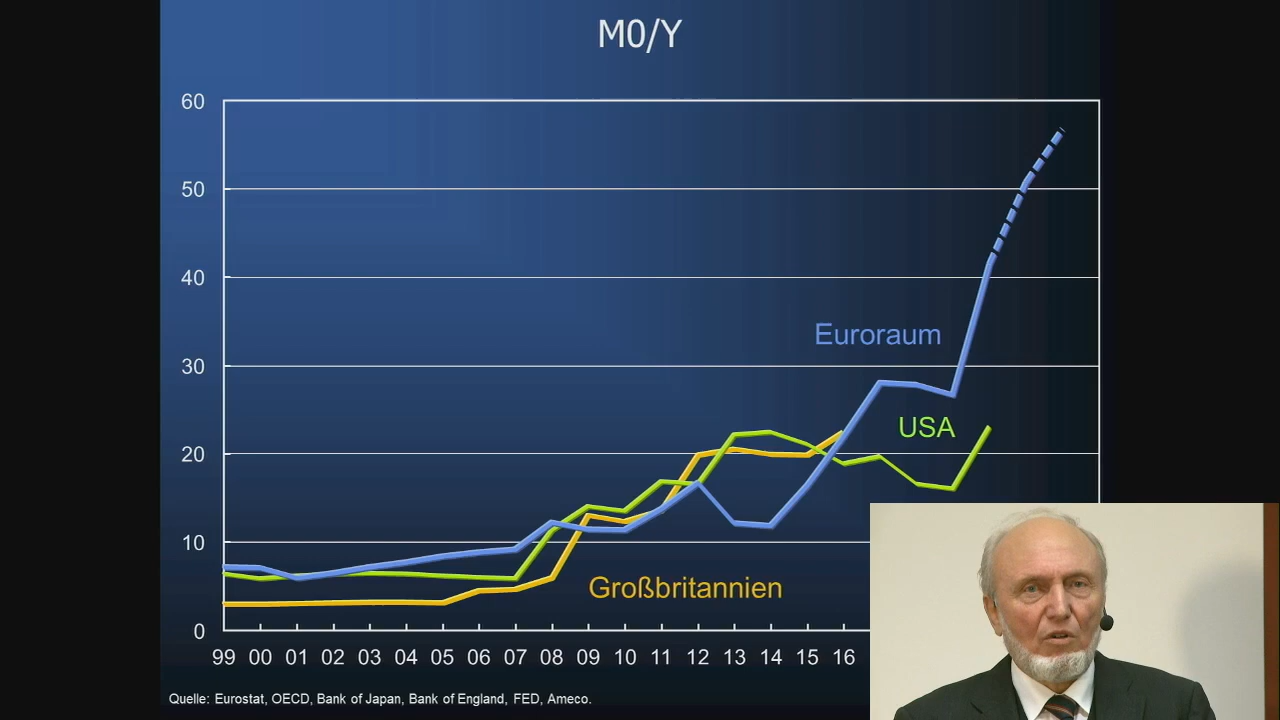 M0/Y
60
50
40
30
20
10
0
Euroraum
USA
Großbritannien
99 00 01 02 03 04 05 06 07 08 09 10 11 12 13 14 15 16
Quelle: Eurostat, OECD, Bank of Japan, Bank of England, FED, Ameco.